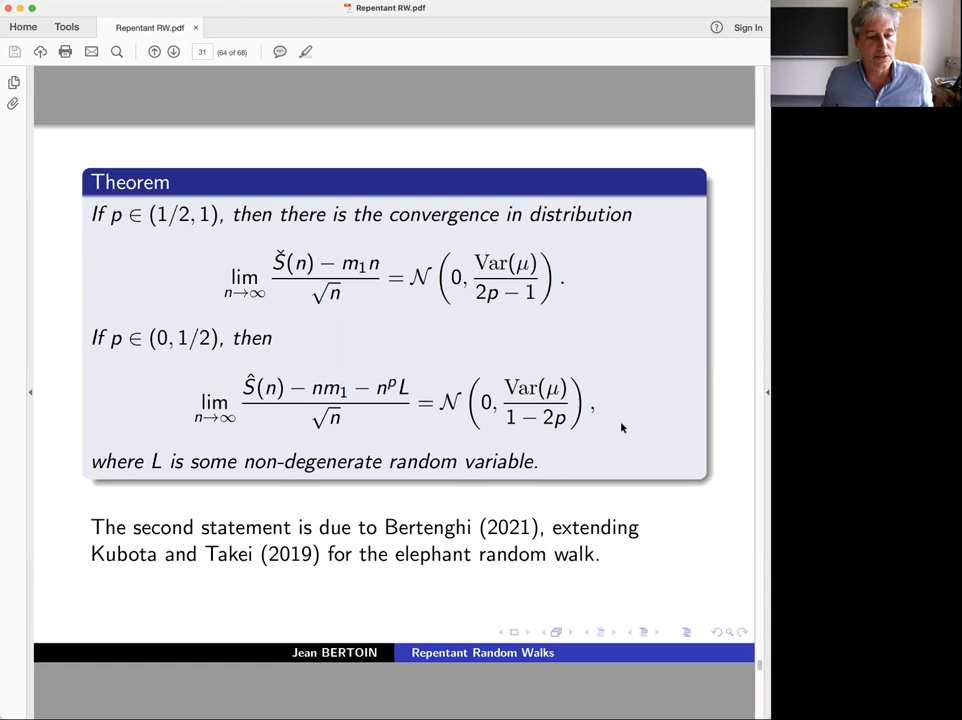 Repentant RW.pdf
Home Tools Repentant RW.pdf × Sign In
31 (64 of 68)
Theorem
If p ∈ (1/2, 1), then there is the convergence in distribution
lim_{n→∞} (Š(n) − m₁n)/√n = 𝒩(0, Var(μ)/(2p − 1)).
If p ∈ (0, 1/2), then
lim_{n→∞} (Ŝ(n) − nm₁ − nᵖL)/√n = 𝒩(0, Var(μ)/(1 − 2p)),
where L is some non-degenerate random variable.
The second statement is due to Bertenghi (2021), extending
Kubota and Takei (2019) for the elephant random walk.
Jean BERTOIN Repentant Random Walks